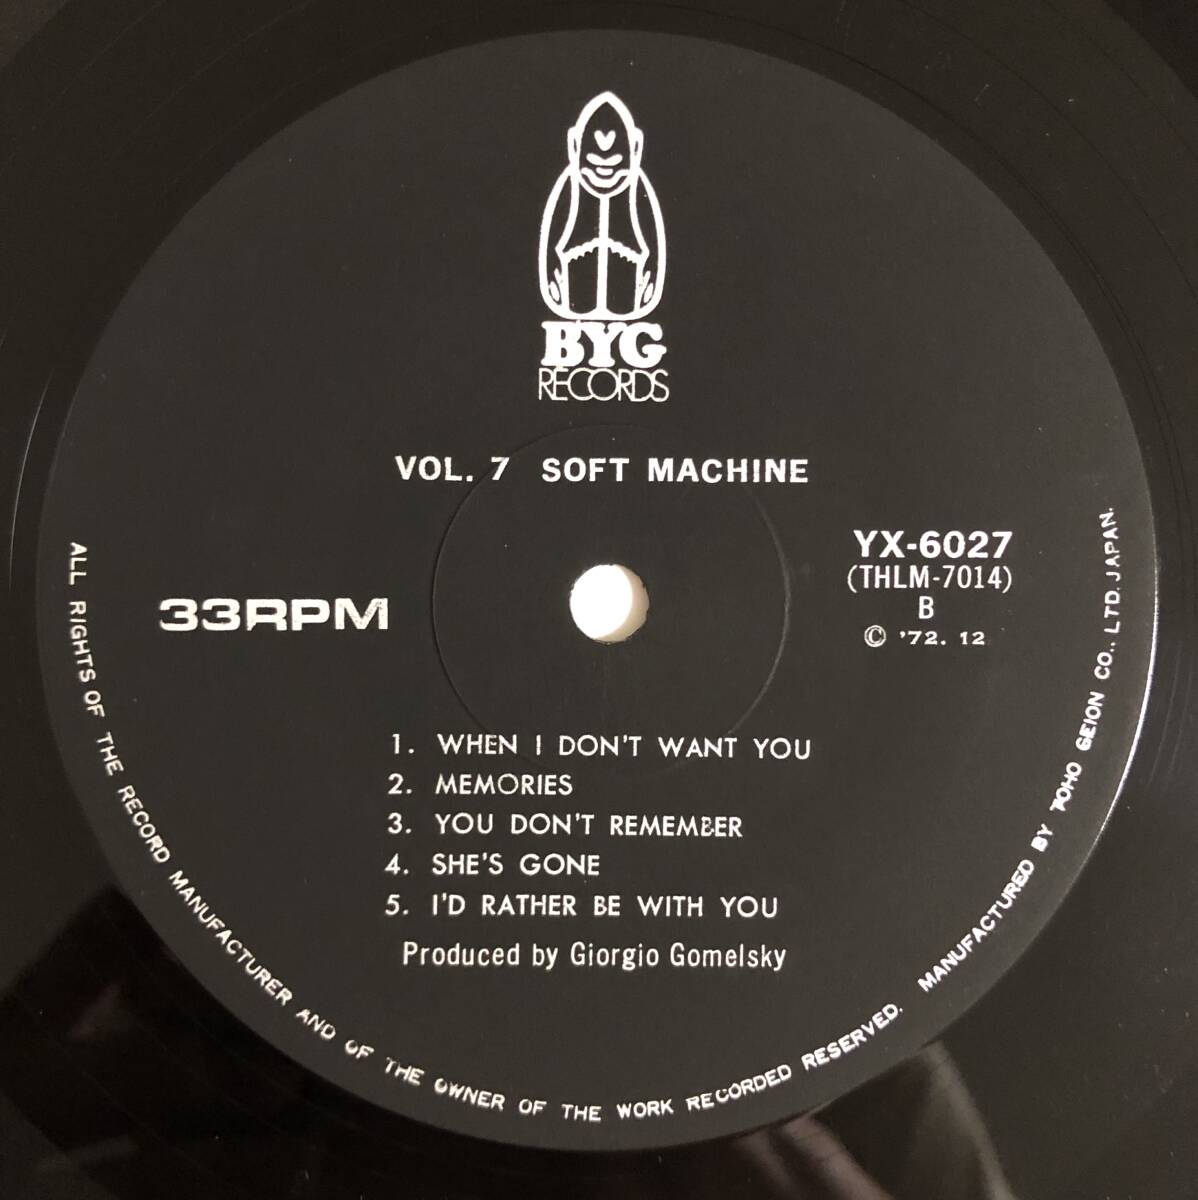 BYG
RECORDS
VOL. 7 SOFT MACHINE
YX-6027
(THLM-7014)
B
© '72. 12
33RPM
1. WHEN I DON'T WANT YOU
2. MEMORIES
3. YOU DON'T REMEMBER
4. SHE'S GONE
5. I'D RATHER BE WITH YOU
Produced by Giorgio Gomelsky
ALL RIGHTS OF THE RECORD MANUFACTURER AND OF THE OWNER OF THE WORK RECORDED RESERVED. MANUFACTURED BY TOHO GEION CO., LTD. JAPAN.